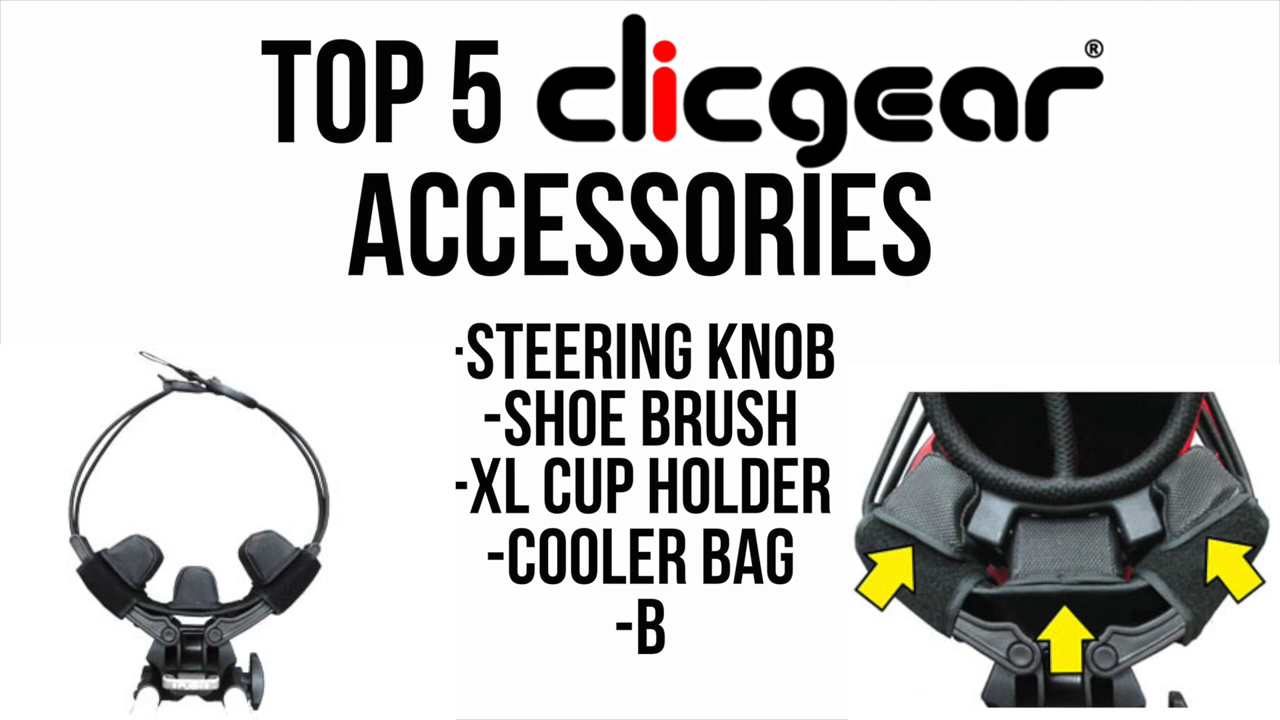 TOP 5 clicgear®
ACCESSORIES
-STEERING KNOB
-SHOE BRUSH
-XL CUP HOLDER
-COOLER BAG
-B